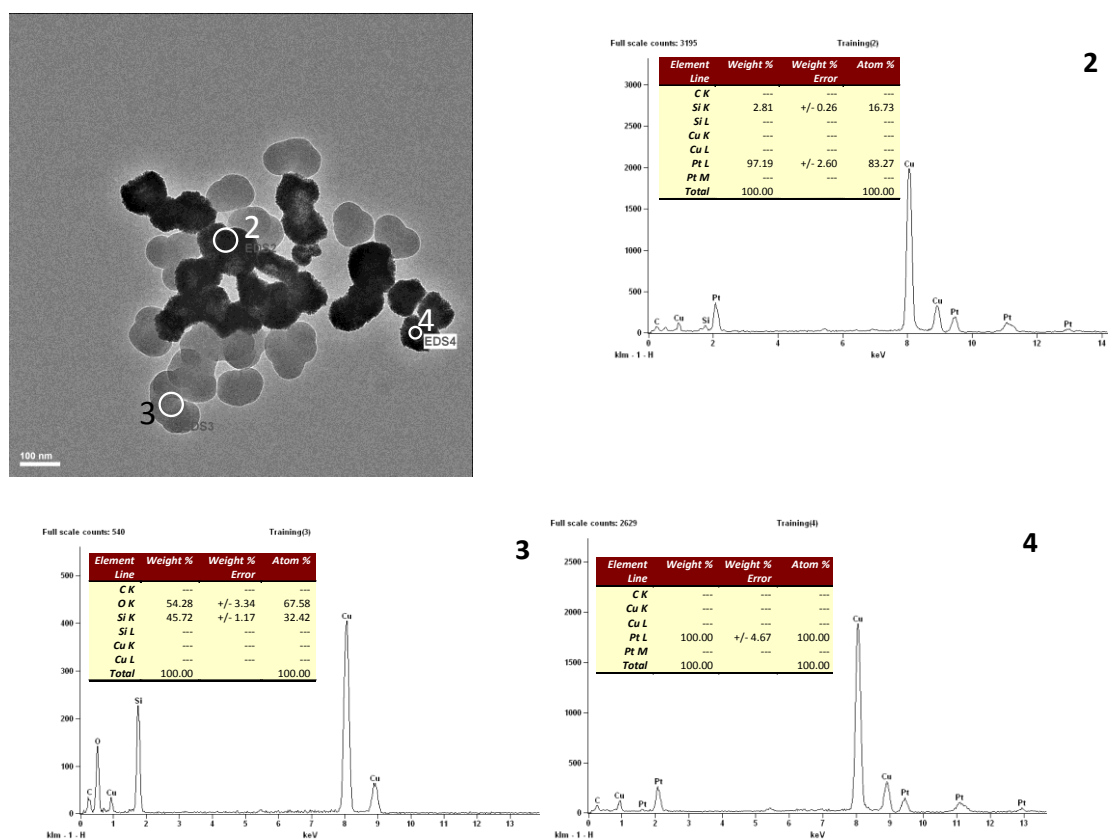 2
EDS2
4
EDS4
3
EDS3
100 nm
Full scale counts: 3195 Training(2)
2
Element Line Weight % Weight % Error Atom %
C K --- --- ---
Si K 2.81 +/- 0.26 16.73
Si L --- --- ---
Cu K --- --- ---
Cu L --- --- ---
Pt L 97.19 +/- 2.60 83.27
Pt M --- --- ---
Total 100.00 100.00
3000
2500
2000
1500
1000
500
0
C Cu Si Pt Cu Cu Pt Pt Pt
0 2 4 6 8 10 12 14
klm - 1 - H keV
Full scale counts: 540 Training(3)
3
Element Line Weight % Weight % Error Atom %
C K --- --- ---
O K 54.28 +/- 3.34 67.58
Si K 45.72 +/- 1.17 32.42
Si L --- --- ---
Cu K --- --- ---
Cu L --- --- ---
Total 100.00 100.00
500
400
300
200
100
0
C O Cu Si Cu Cu
0 1 2 3 4 5 6 7 8 9 10 11 12 13
klm - 1 - H keV
Full scale counts: 2629 Training(4)
4
Element Line Weight % Weight % Error Atom %
C K --- --- ---
Cu K --- --- ---
Cu L --- --- ---
Pt L 100.00 +/- 4.67 100.00
Pt M --- --- ---
Total 100.00 100.00
2500
2000
1500
1000
500
0
C Cu Pt Pt Cu Cu Pt Pt Pt
0 1 2 3 4 5 6 7 8 9 10 11 12 13
klm - 1 - H keV